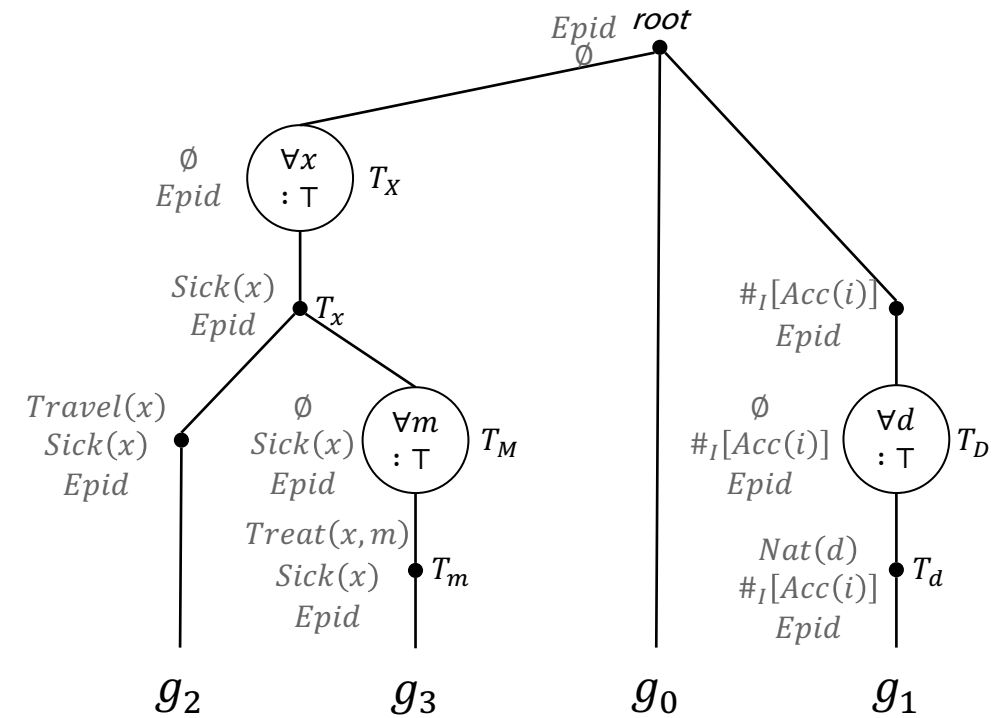 Epid root
∅
∀x
: ⊤
T_X
∅
Epid
Sick(x)
Epid
T_x
#_I[Acc(i)]
Epid
Travel(x)
Sick(x)
Epid
∅
Sick(x)
Epid
∀m
: ⊤
T_M
∅
#_I[Acc(i)]
Epid
∀d
: ⊤
T_D
Treat(x, m)
Sick(x)
Epid
T_m
Nat(d)
#_I[Acc(i)]
Epid
T_d
g_2 g_3 g_0 g_1